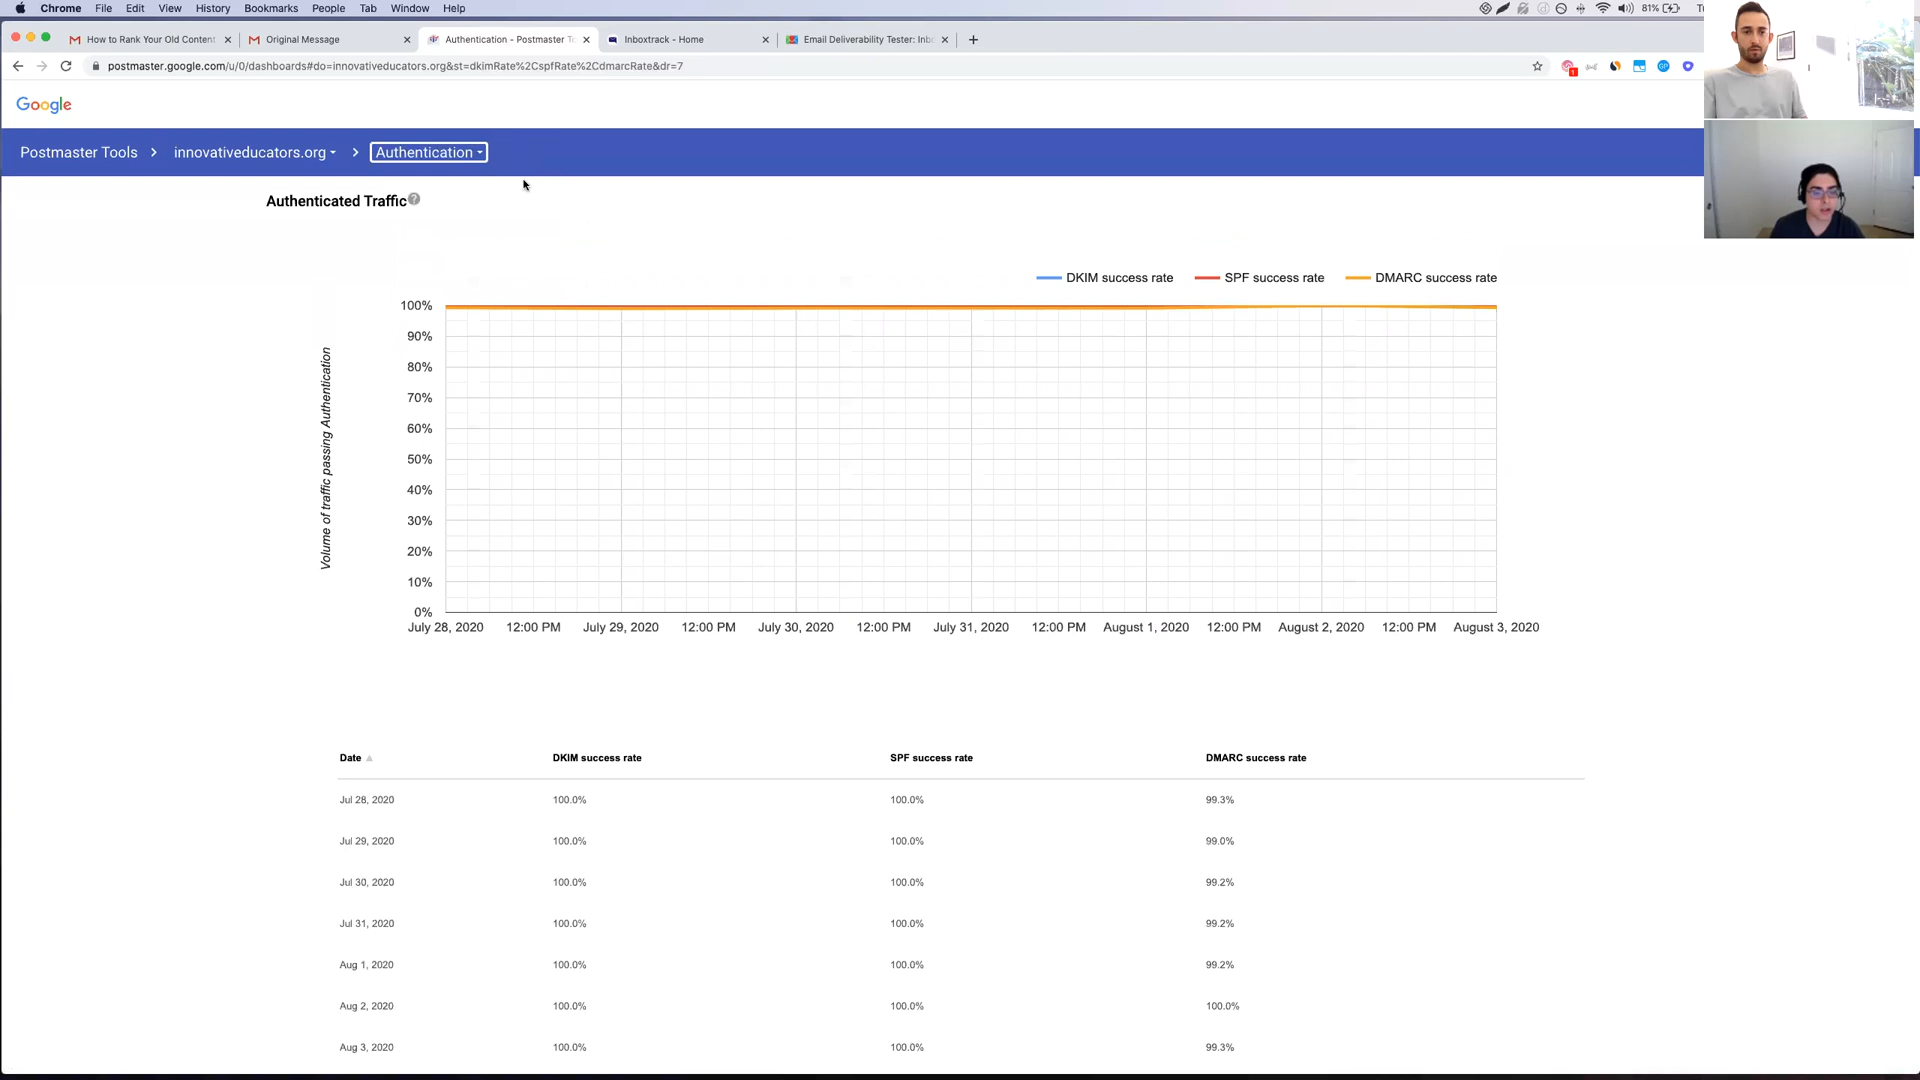 Chrome File Edit View History Bookmarks People Tab Window Help 81%
How to Rank Your Old Content Original Message Authentication - Postmaster To Inboxtrack - Home Email Deliverability Tester: Inbo
postmaster.google.com/u/0/dashboards#do=innovativeducators.org&st=dkimRate%2CspfRate%2CdmarcRate&dr=7
Google
Postmaster Tools > innovativeducators.org > Authentication
Authenticated Traffic
DKIM success rate SPF success rate DMARC success rate
Volume of traffic passing Authentication
100%
90%
80%
70%
60%
50%
40%
30%
20%
10%
0%
July 28, 2020 12:00 PM July 29, 2020 12:00 PM July 30, 2020 12:00 PM July 31, 2020 12:00 PM August 1, 2020 12:00 PM August 2, 2020 12:00 PM August 3, 2020
Date DKIM success rate SPF success rate DMARC success rate
Jul 28, 2020 100.0% 100.0% 99.3%
Jul 29, 2020 100.0% 100.0% 99.0%
Jul 30, 2020 100.0% 100.0% 99.2%
Jul 31, 2020 100.0% 100.0% 99.2%
Aug 1, 2020 100.0% 100.0% 99.2%
Aug 2, 2020 100.0% 100.0% 100.0%
Aug 3, 2020 100.0% 100.0% 99.3%